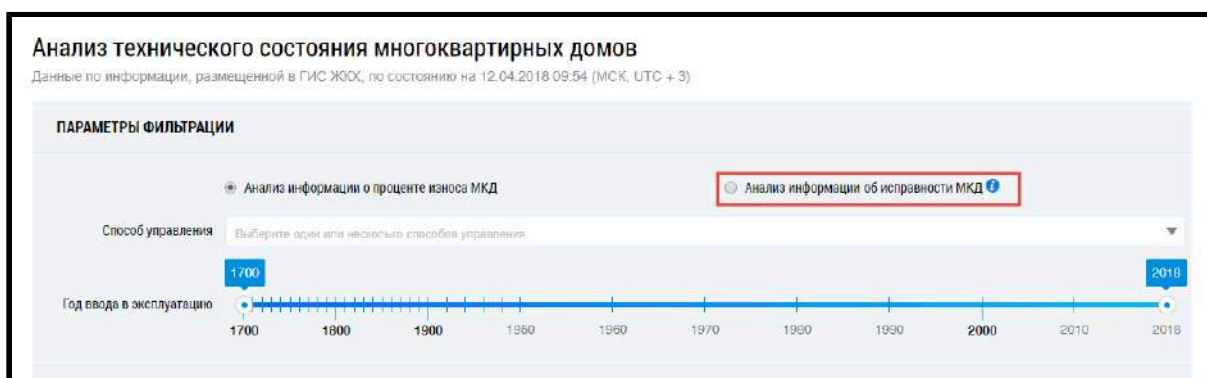 Анализ технического состояния многоквартирных домов
Данные по информации, размещенной в ГИС ЖКХ, по состоянию на 12.04.2018 09:54 (МСК, UTC + 3)
ПАРАМЕТРЫ ФИЛЬТРАЦИИ
Анализ информации о проценте износа МКД Анализ информации об исправности МКД
Способ управления Выберите один или несколько способов управления
1700 2018
Год ввода в эксплуатацию
1700 1800 1900 1950 1960 1970 1980 1990 2000 2010 2018